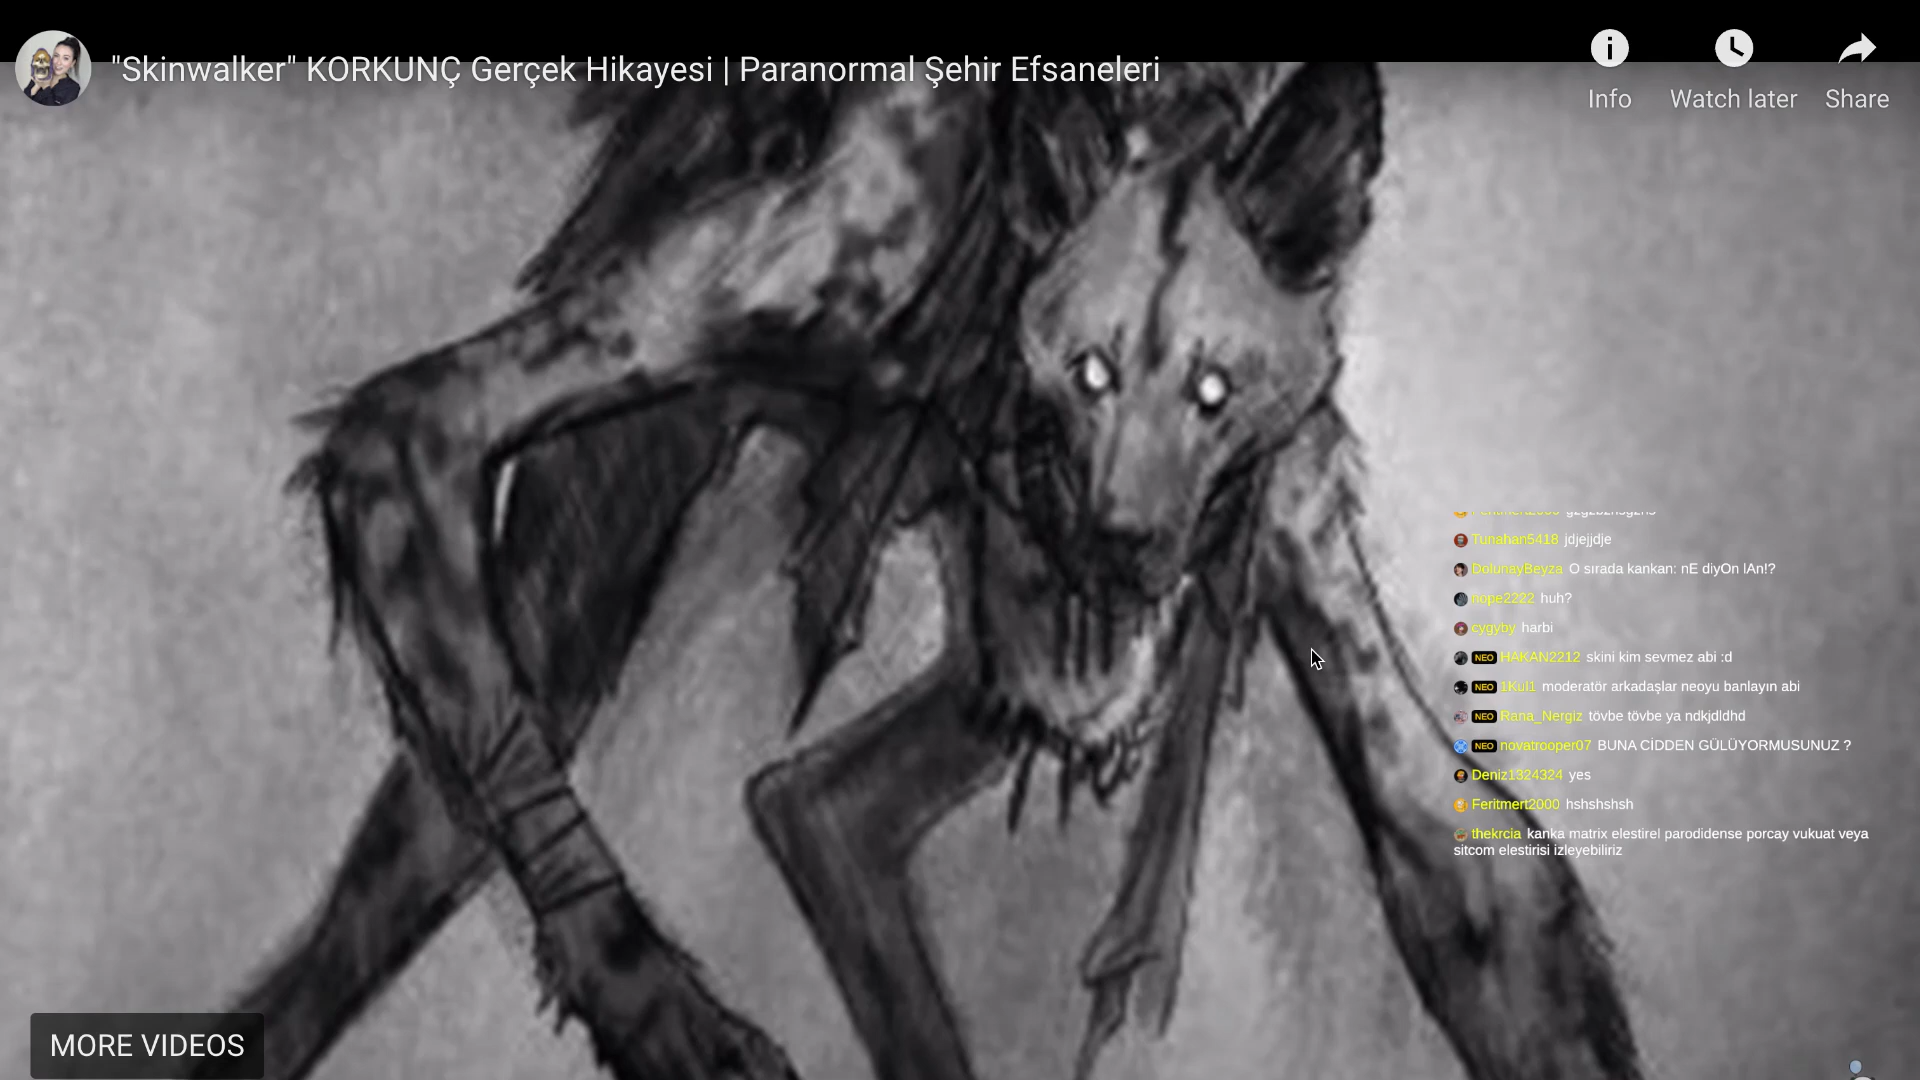 "Skinwalker" KORKUNÇ Gerçek Hikayesi | Paranormal Şehir Efsaneleri
Info
Watch later
Share
Tunahan5418 jdjejjdje
DolunayBeyza O sırada kankan: nE diyOn lAn!?
nope2222 huh?
cygyby harbi
NEO HAKAN2212 skini kim sevmez abi :d
NEO 1Kul1 moderatör arkadaşlar neoyu banlayın abi
NEO Rana_Nergiz tövbe tövbe ya ndkjdldhd
NEO novatrooper07 BUNA CİDDEN GÜLÜYORMUSUNUZ ?
Deniz1324324 yes
Feritmert2000 hshshshsh
thekrcia kanka matrix elestirel parodidense porcay vukuat veya
sitcom elestirisi izleyebiliriz
MORE VIDEOS